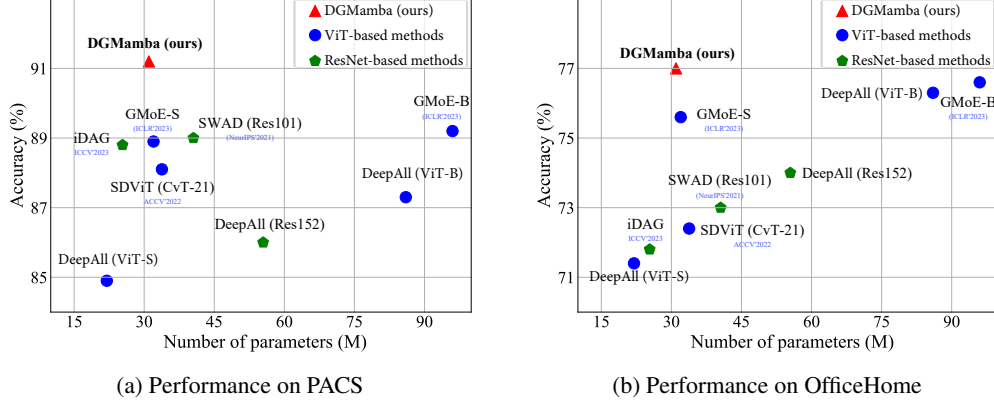 DGMamba (ours)
ViT-based methods
ResNet-based methods
DGMamba (ours)
91
GMoE-B
(ICLR'2023)
GMoE-S
(ICLR'2023)
SWAD (Res101)
(NeurIPS'2021)
89
iDAG
ICCV'2023
DeepAll (ViT-B)
SDViT (CvT-21)
ACCV'2022
87
DeepAll (Res152)
DeepAll (ViT-S)
85
Accuracy (%)
15 30 45 60 75 90
Number of parameters (M)
(a) Performance on PACS
DGMamba (ours)
ViT-based methods
ResNet-based methods
DGMamba (ours)
77
DeepAll (ViT-B)
GMoE-B
(ICLR'2023)
GMoE-S
(ICLR'2023)
75
DeepAll (Res152)
SWAD (Res101)
(NeurIPS'2021)
73
iDAG
ICCV'2023
SDViT (CvT-21)
ACCV'2022
71
DeepAll (ViT-S)
Accuracy (%)
15 30 45 60 75 90
Number of parameters (M)
(b) Performance on OfficeHome